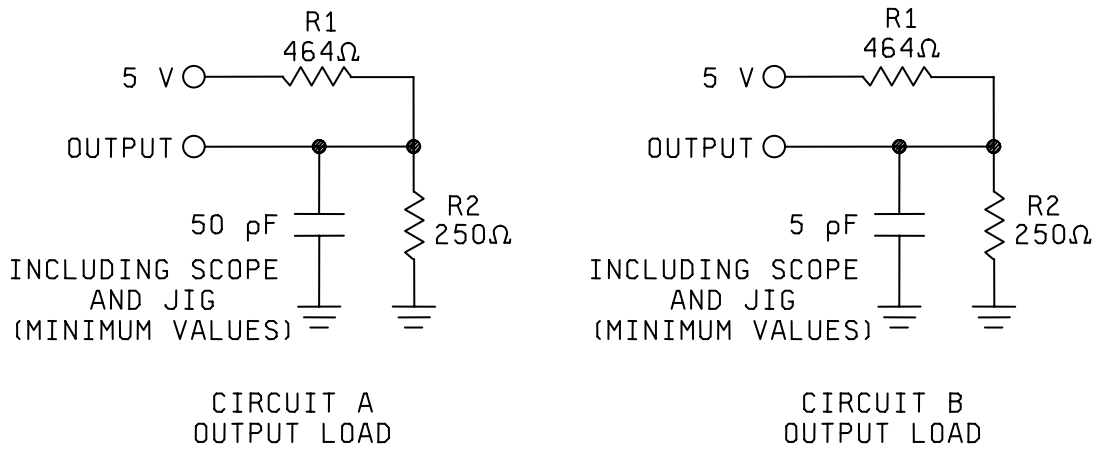 R1
464Ω
5 V
OUTPUT
50 pF
R2
250Ω
INCLUDING SCOPE
AND JIG
(MINIMUM VALUES)
CIRCUIT A
OUTPUT LOAD
R1
464Ω
5 V
OUTPUT
5 pF
R2
250Ω
INCLUDING SCOPE
AND JIG
(MINIMUM VALUES)
CIRCUIT B
OUTPUT LOAD